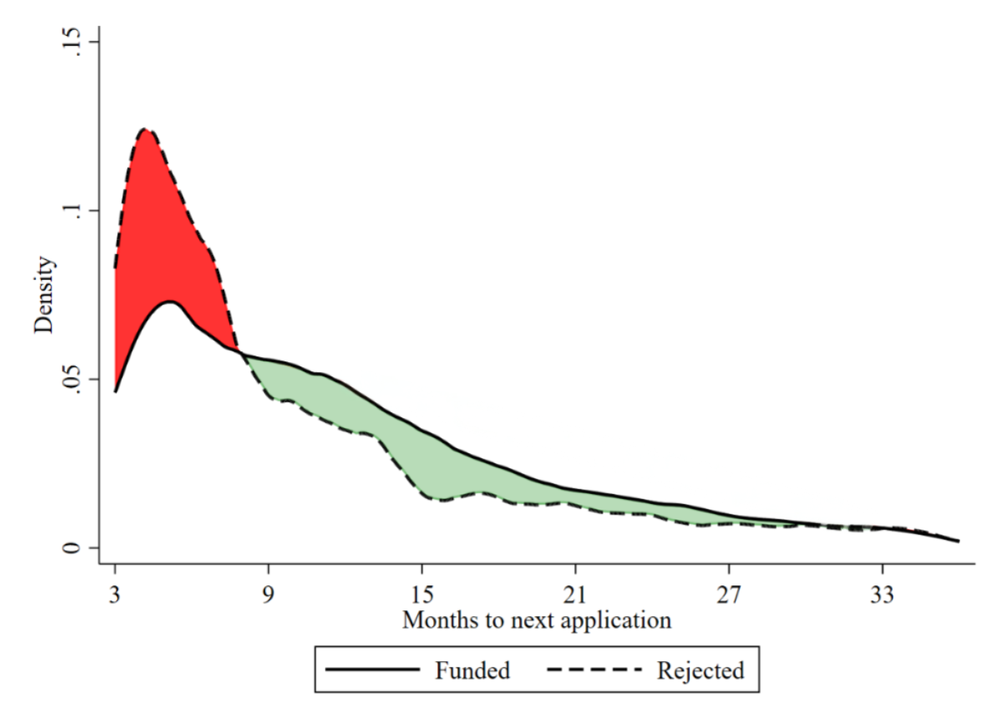 .15
.1
.05
0
Density
3 9 15 21 27 33
Months to next application
Funded Rejected